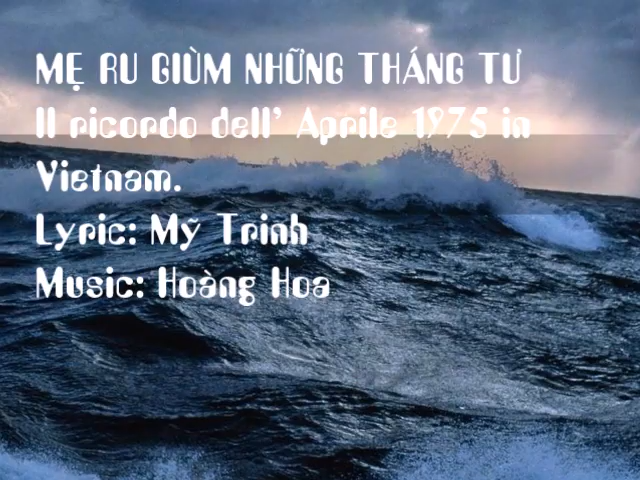 MẸ RU GIÙM NHỮNG THÁNG TƯ
Il ricordo dell' Aprile 1975 in
Vietnam.
Lyric: Mỹ Trinh
Music: Hoàng Hoa